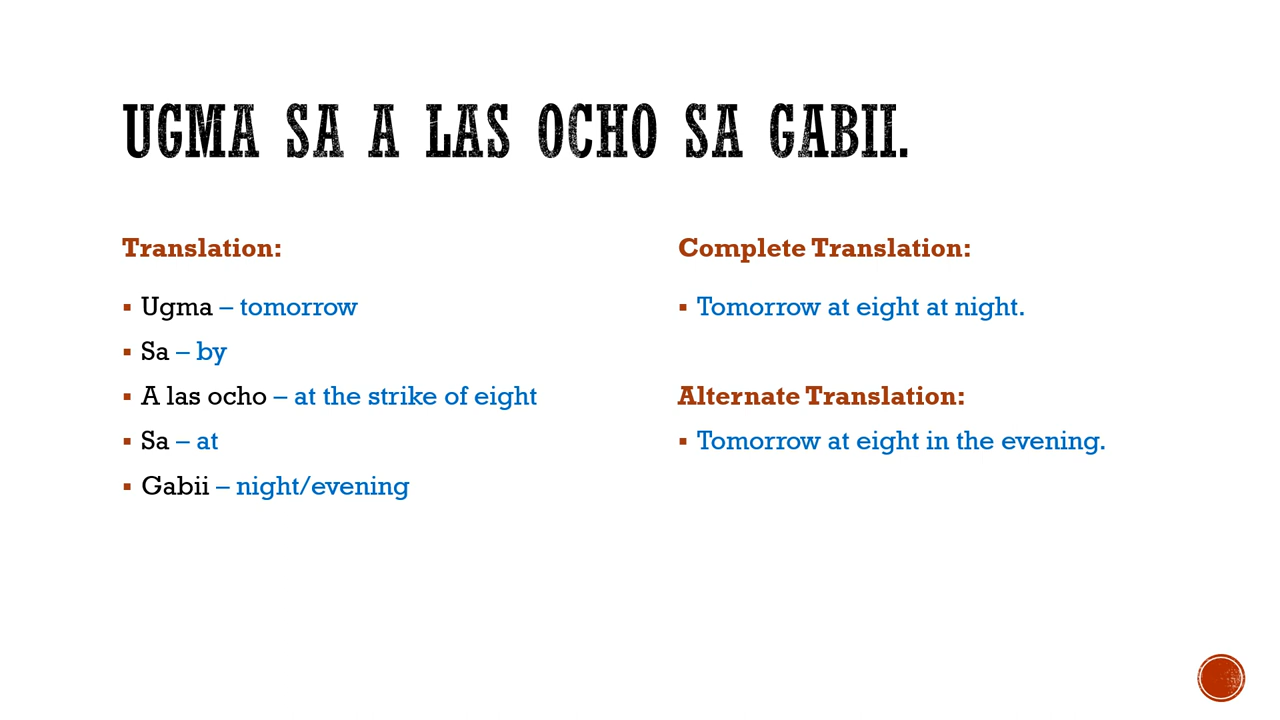 UGMA SA A LAS OCHO SA GABII.
Translation:
▪ Ugma – tomorrow
▪ Sa – by
▪ A las ocho – at the strike of eight
▪ Sa – at
▪ Gabii – night/evening
Complete Translation:
▪ Tomorrow at eight at night.
Alternate Translation:
▪ Tomorrow at eight in the evening.